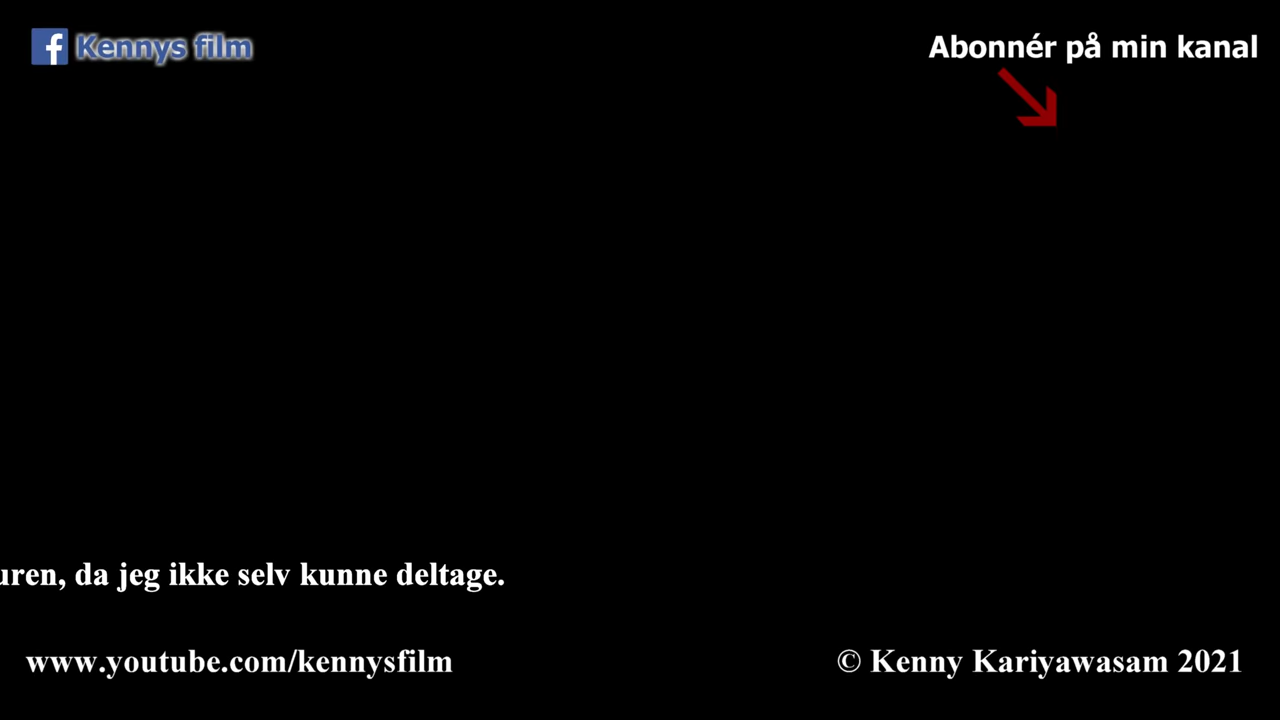 Kennys film
Abonnér på min kanal
, da jeg ikke selv kunne deltage.
www.youtube.com/kennysfilm
© Kenny Kariyawasam 2021